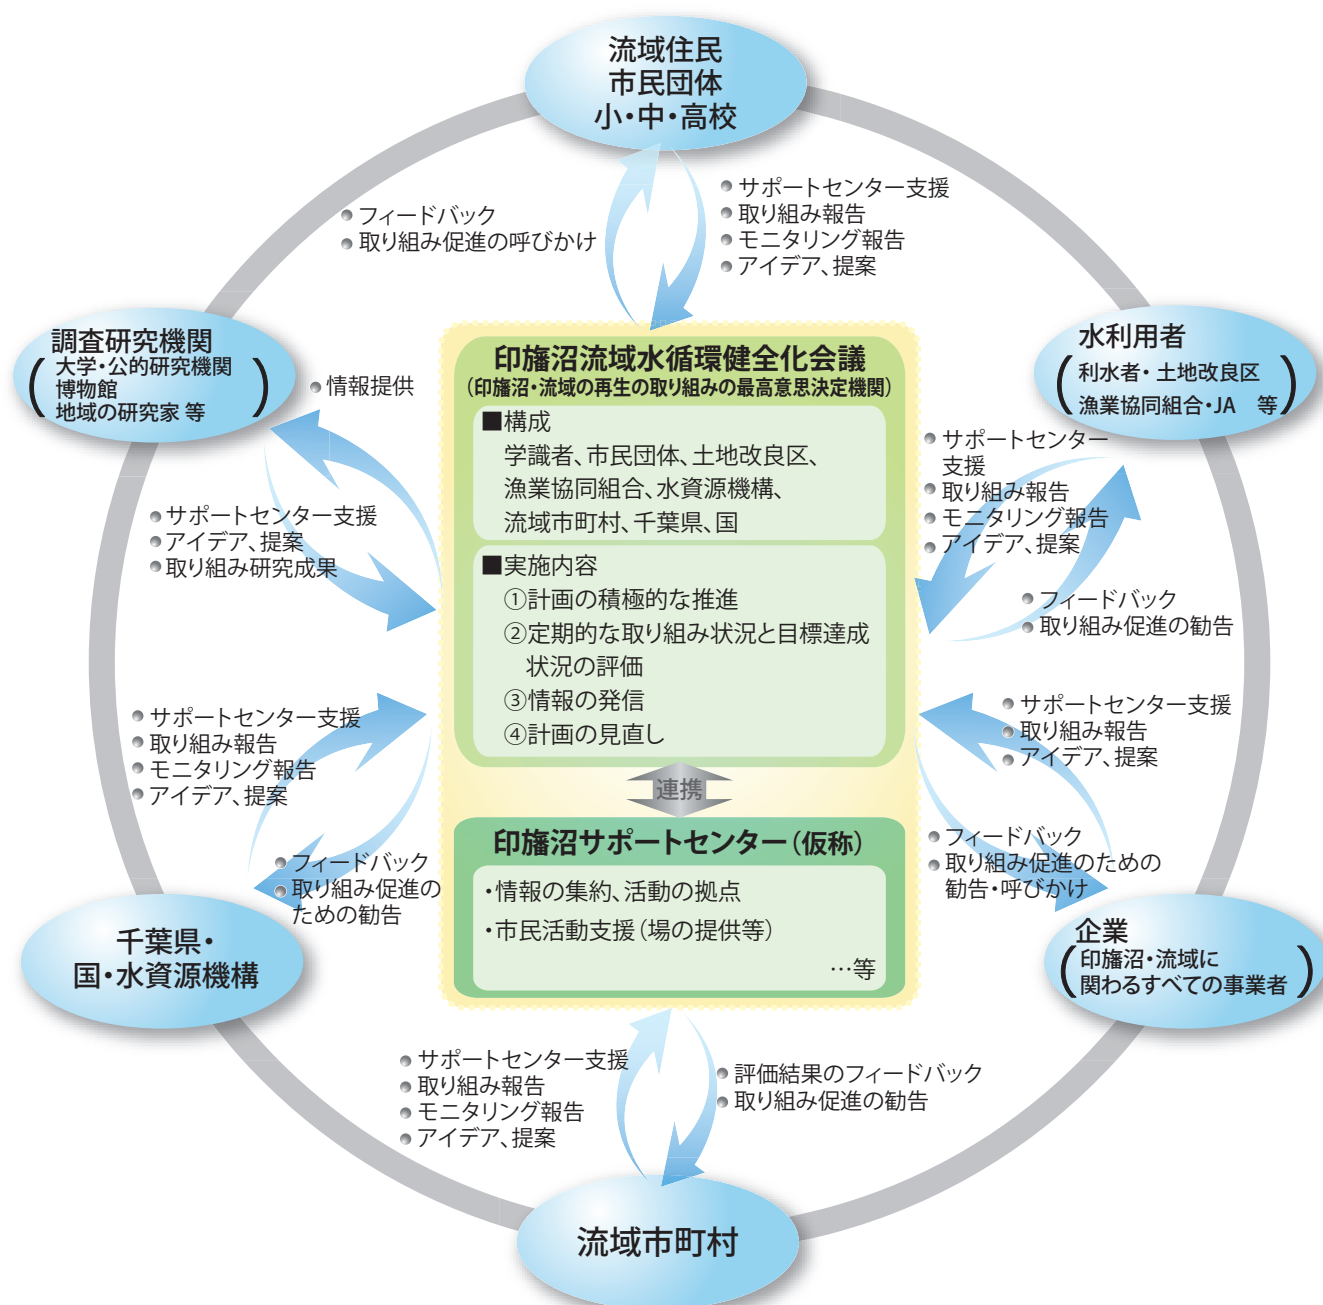 流域住民
市民団体
小・中・高校
・フィードバック
・取り組み促進の呼びかけ
・サポートセンター支援
・取り組み報告
・モニタリング報告
・アイデア、提案
調査研究機関
(大学・公的研究機関
博物館
地域の研究家 等)
・情報提供
・サポートセンター支援
・アイデア、提案
・取り組み研究成果
水利用者
(利水者・土地改良区
漁業協同組合・JA 等)
・サポートセンター
支援
・取り組み報告
・モニタリング報告
・アイデア、提案
・フィードバック
・取り組み促進の勧告
印旛沼流域水循環健全化会議
(印旛沼・流域の再生の取り組みの最高意思決定機関)
■構成
学識者、市民団体、土地改良区、
漁業協同組合、水資源機構、
流域市町村、千葉県、国
■実施内容
①計画の積極的な推進
②定期的な取り組み状況と目標達成
状況の評価
③情報の発信
④計画の見直し
連携
印旛沼サポートセンター(仮称)
・情報の集約、活動の拠点
・市民活動支援(場の提供等)
…等
・サポートセンター支援
・取り組み報告
・モニタリング報告
・アイデア、提案
・フィードバック
・取り組み促進の
ための勧告
千葉県・
国・水資源機構
・サポートセンター支援
・取り組み報告
・アイデア、提案
・フィードバック
・取り組み促進のための
勧告・呼びかけ
企業
(印旛沼・流域に
関わるすべての事業者)
・サポートセンター支援
・取り組み報告
・モニタリング報告
・アイデア、提案
・評価結果のフィードバック
・取り組み促進の勧告
流域市町村